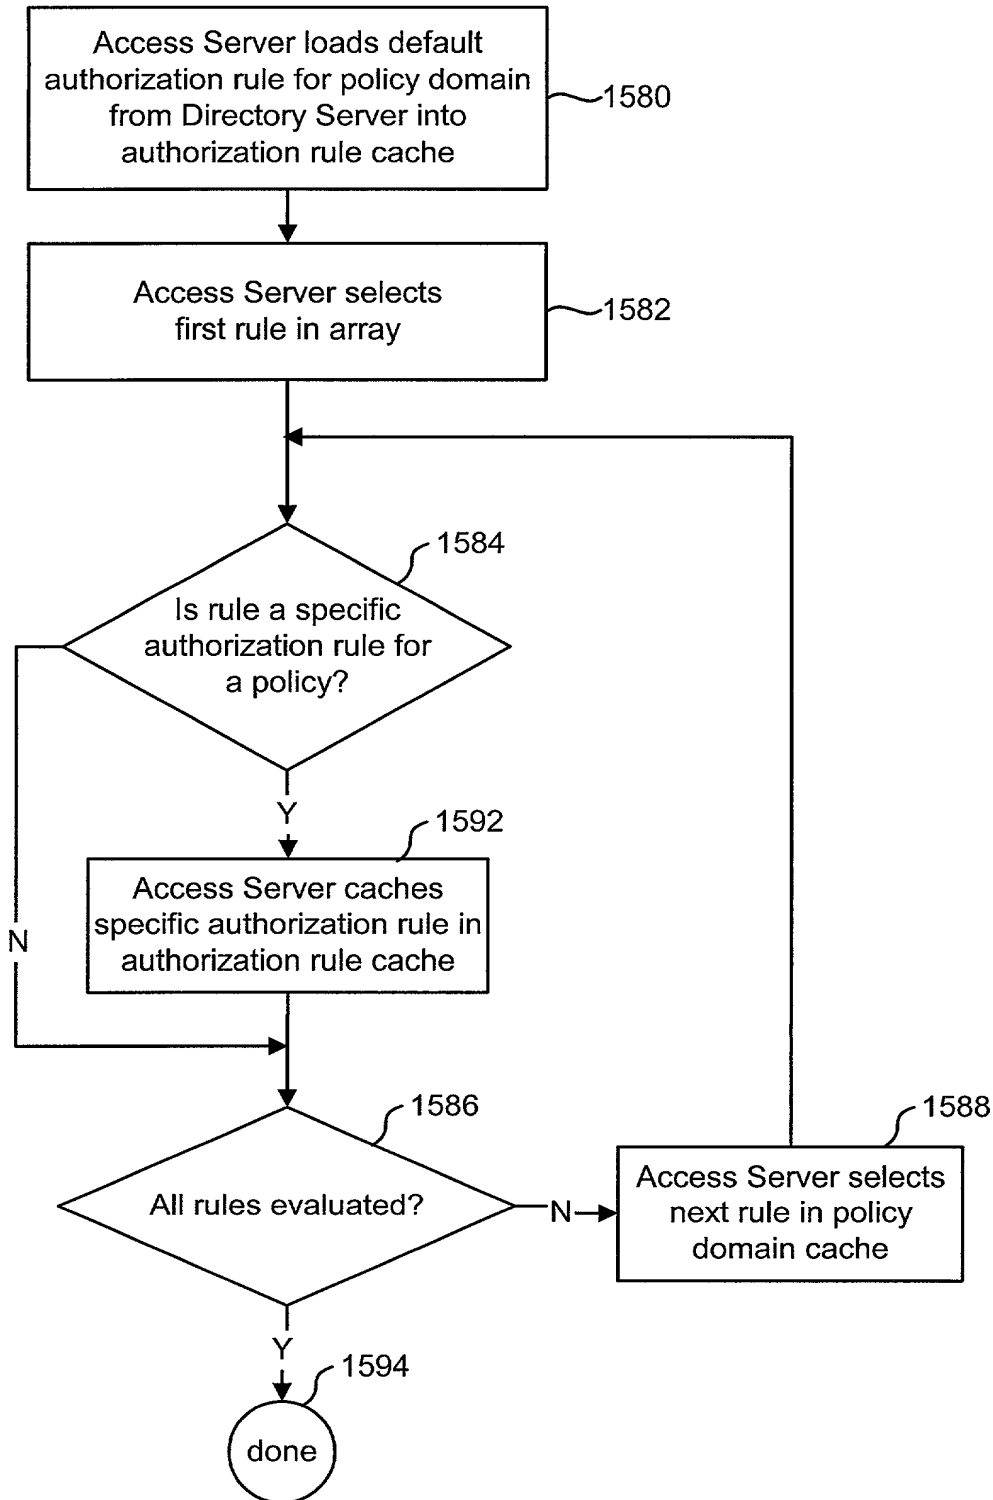 Access Server loads default
authorization rule for policy domain
from Directory Server into
authorization rule cache
1580
Access Server selects
first rule in array
1582
1584
Is rule a specific
authorization rule for
a policy?
Y
1592
Access Server caches
specific authorization rule in
authorization rule cache
N
1586
All rules evaluated?
N
1588
Access Server selects
next rule in policy
domain cache
Y
1594
done